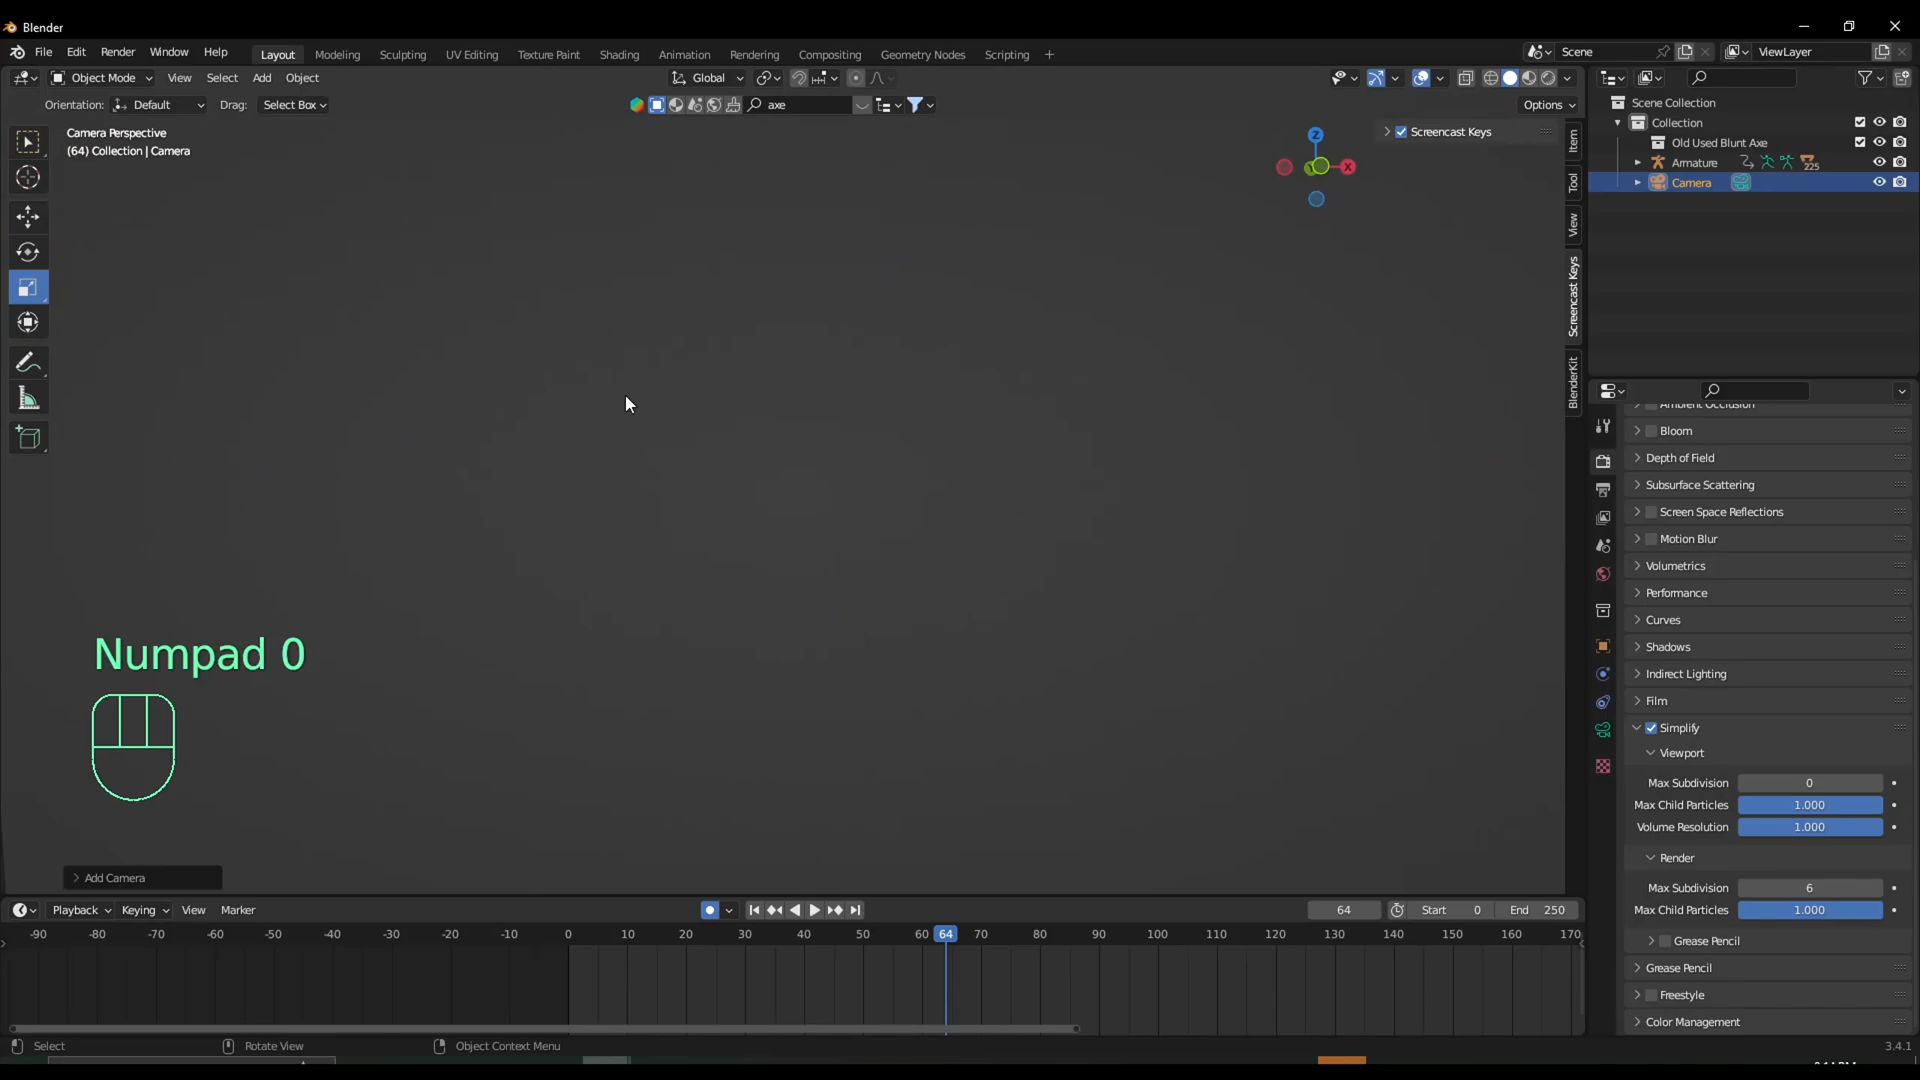 Blender
File Edit Render Window Help
Layout Modeling Sculpting UV Editing Texture Paint Shading Animation Rendering Compositing Geometry Nodes Scripting +
Scene
ViewLayer
Object Mode View Select Add Object
Global
Orientation: Default Drag: Select Box
axe
Options
Camera Perspective
(64) Collection | Camera
Z
X
Screencast Keys
Item
Tool
View
Screencast Keys
BlenderKit
Scene Collection
Collection
Old Used Blunt Axe
Armature
225
Camera
Ambient Occlusion
Bloom
Depth of Field
Subsurface Scattering
Screen Space Reflections
Motion Blur
Volumetrics
Performance
Curves
Shadows
Indirect Lighting
Film
Simplify
Viewport
Max Subdivision 0
Max Child Particles 1.000
Volume Resolution 1.000
Render
Max Subdivision 6
Max Child Particles 1.000
Grease Pencil
Grease Pencil
Freestyle
Color Management
Numpad 0
Add Camera
Playback Keying View Marker
64 Start 0 End 250
-90 -80 -70 -60 -50 -40 -30 -20 -10 0 10 20 30 40 50 60 64 70 80 90 100 110 120 130 140 150 160 170
Select Rotate View Object Context Menu
3.4.1